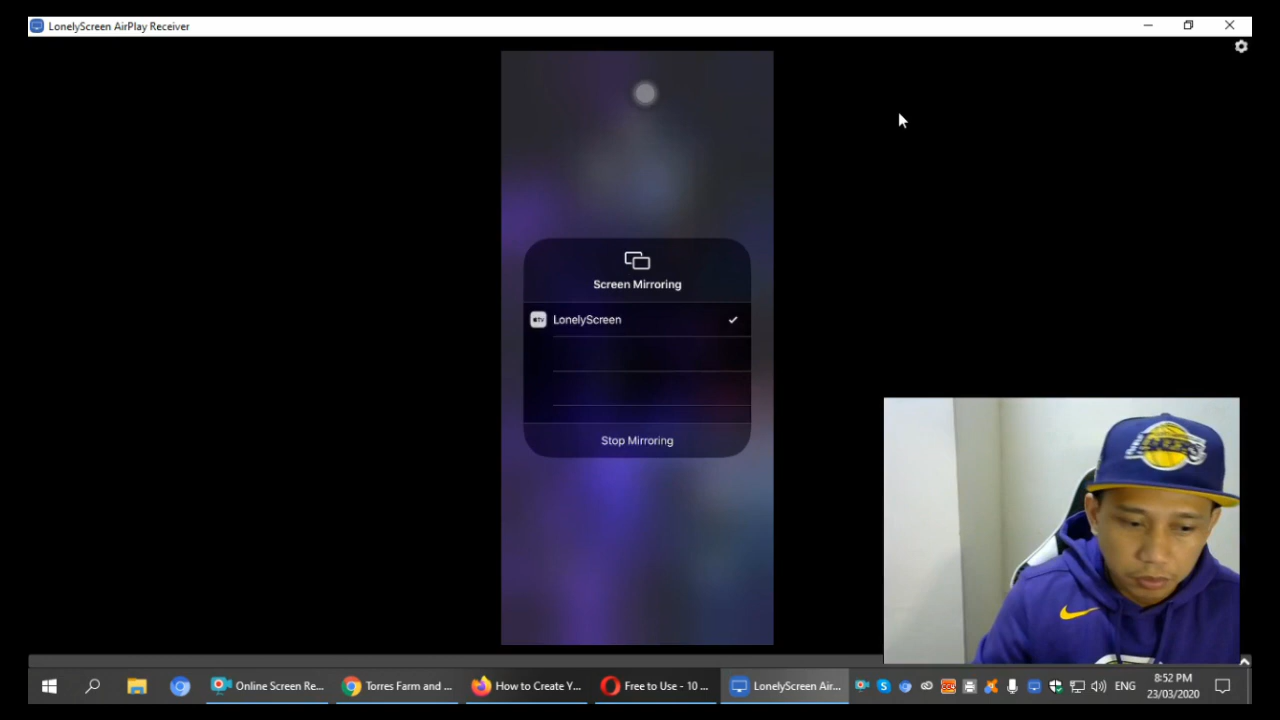 LonelyScreen AirPlay Receiver
Screen Mirroring
tv LonelyScreen
Stop Mirroring
Online Screen Re...
Torres Farm and ...
How to Create Y...
Free to Use - 10 ...
LonelyScreen Air...
ENG
8:52 PM
23/03/2020